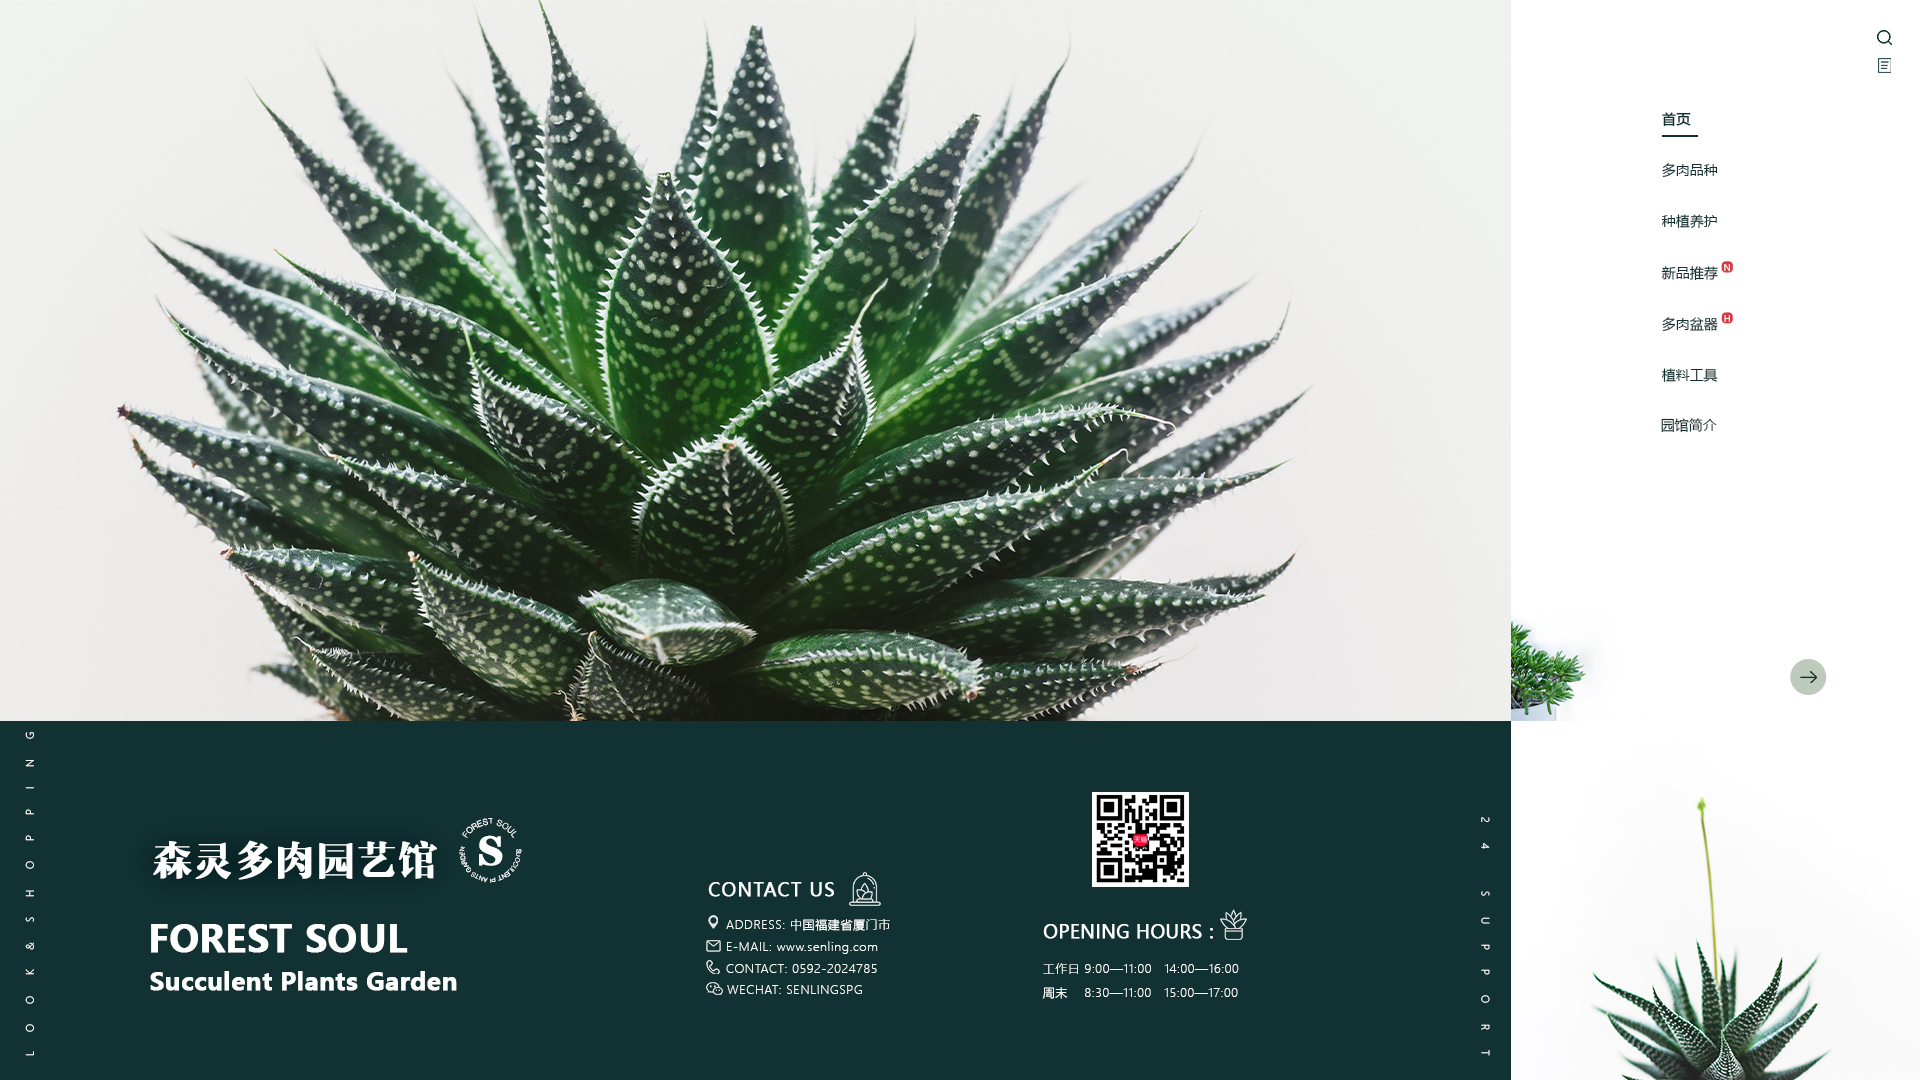 首页
多肉品种
种植养护
新品推荐 N
多肉盆器 H
植料工具
园馆简介
LOOK&SHOPPING
森灵多肉园艺馆
FOREST SOUL SUCCULENT PLANTS GARDEN
S
FOREST SOUL
Succulent Plants Garden
CONTACT US
ADDRESS: 中国福建省厦门市
E-MAIL: www.senling.com
CONTACT: 0592-2024785
WECHAT: SENLINGSPG
天猫
OPENING HOURS :
工作日 9:00—11:00 14:00—16:00
周末 8:30—11:00 15:00—17:00
24 SUPPORT